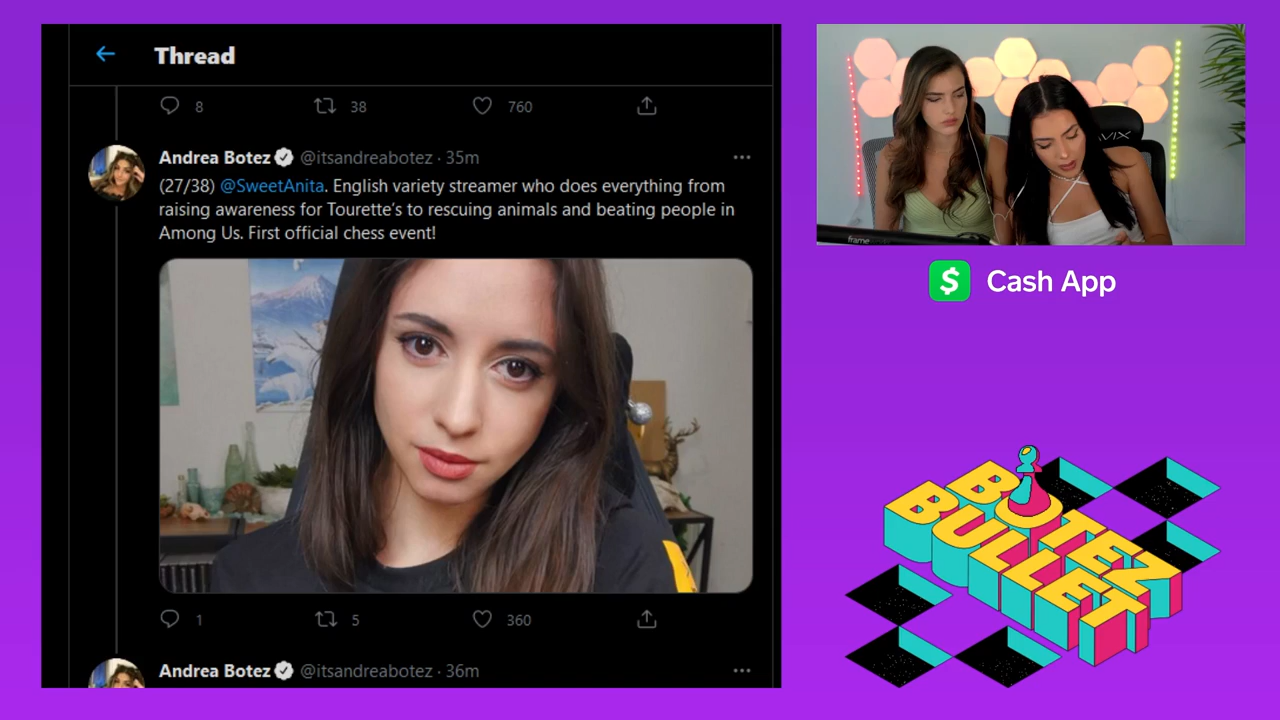 Thread
8
38
760
Andrea Botez @itsandreabotez · 35m
(27/38) @SweetAnita. English variety streamer who does everything from
raising awareness for Tourette's to rescuing animals and beating people in
Among Us. First official chess event!
1
5
360
Andrea Botez @itsandreabotez · 36m
frame
$ Cash App
BOTEZ
BULLET